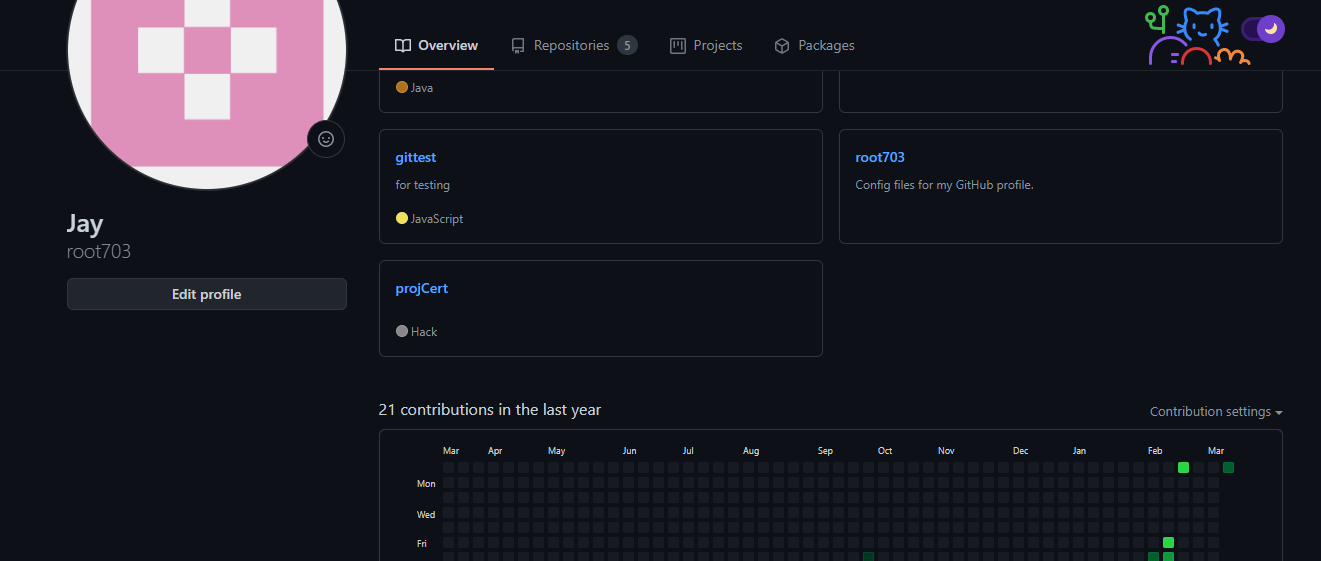 Overview Repositories 5 Projects Packages
Java
gittest
for testing
JavaScript
root703
Config files for my GitHub profile.
Jay
root703
Edit profile
projCert
Hack
21 contributions in the last year
Contribution settings
Mar Apr May Jun Jul Aug Sep Oct Nov Dec Jan Feb Mar
Mon
Wed
Fri